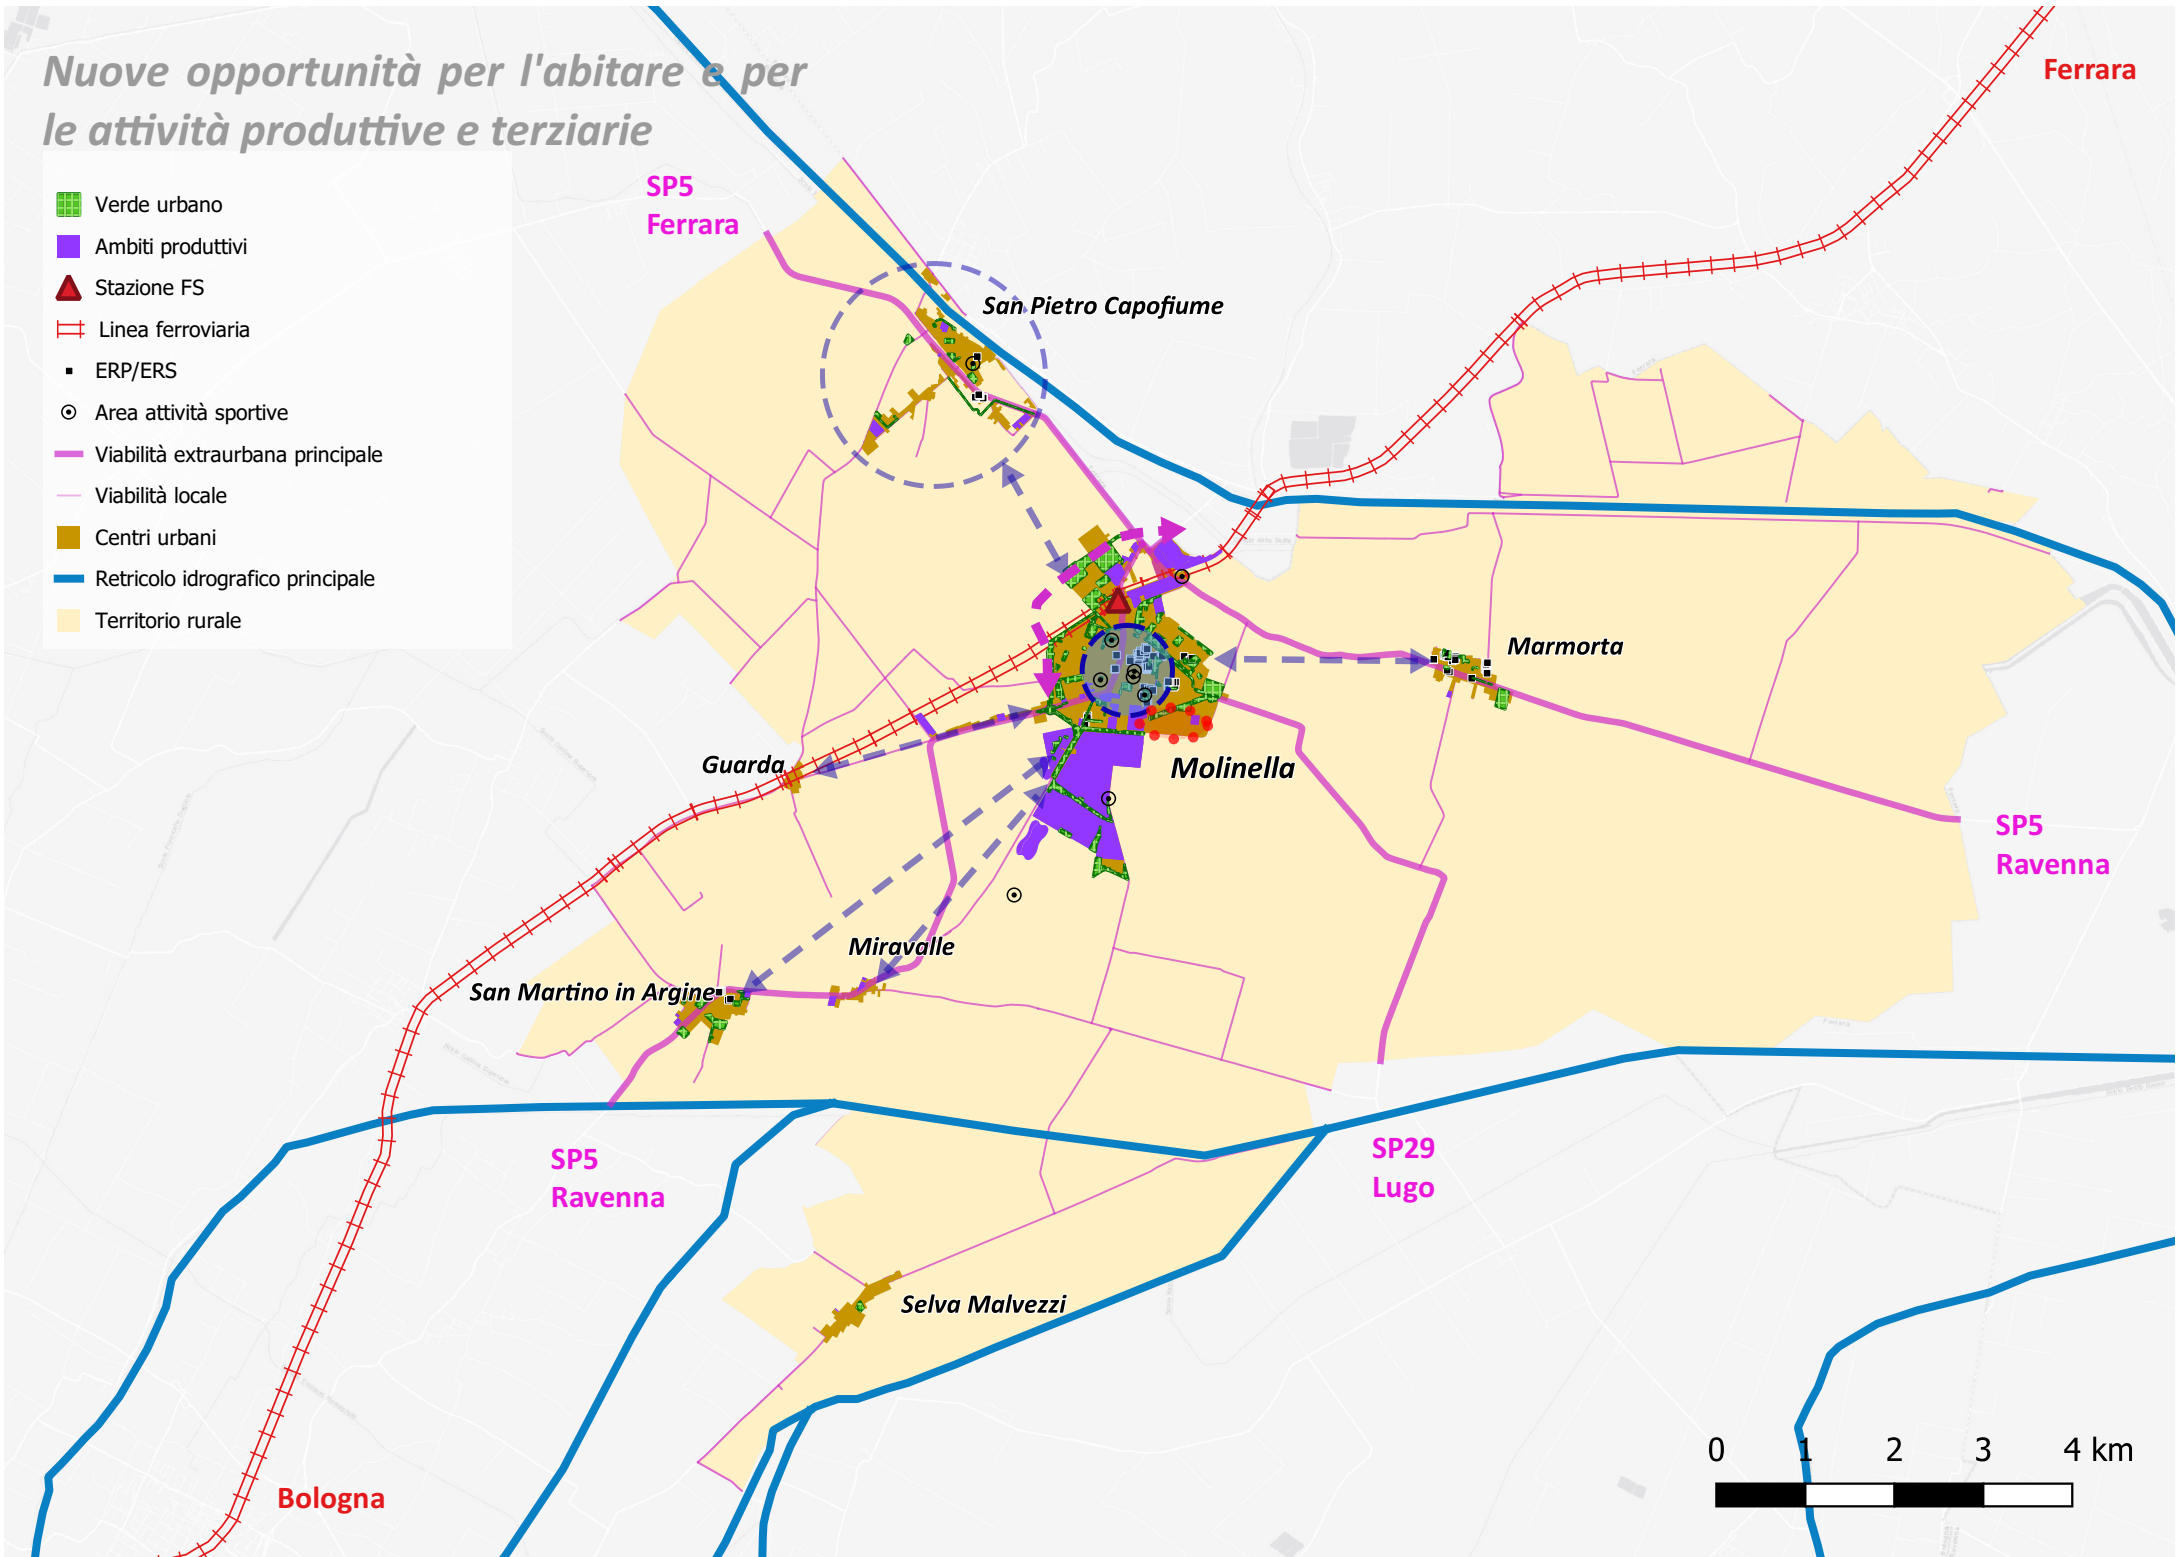 Nuove opportunità per l'abitare e per
le attività produttive e terziarie
Verde urbano
Ambiti produttivi
Stazione FS
Linea ferroviaria
ERP/ERS
Area attività sportive
Viabilità extraurbana principale
Viabilità locale
Centri urbani
Retricolo idrografico principale
Territorio rurale
Ferrara
SP5
Ferrara
San Pietro Capofiume
Marmorta
Guarda
Molinella
SP5
Ravenna
Miravalle
San Martino in Argine
SP5
Ravenna
SP29
Lugo
Selva Malvezzi
Bologna
0 1 2 3 4 km